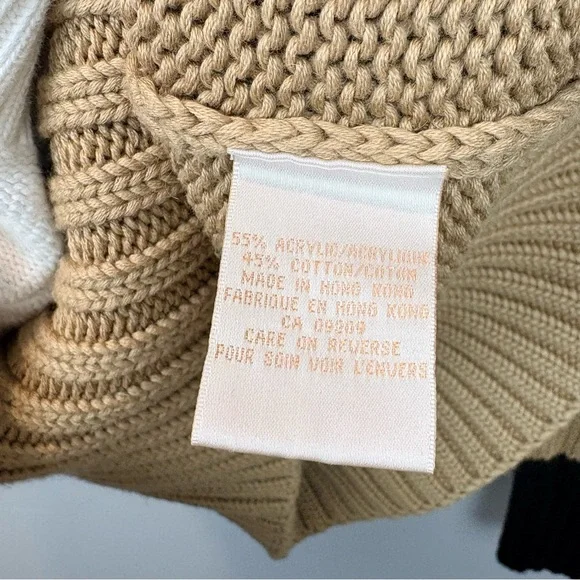 55% ACRYLIC/ACRYLIQUE
45% COTTON/COTON
MADE IN HONG KONG
FABRIQUE EN HONG KONG
CA 09209
CARE ON REVERSE
POUR SOIN VOIR L'ENVERS